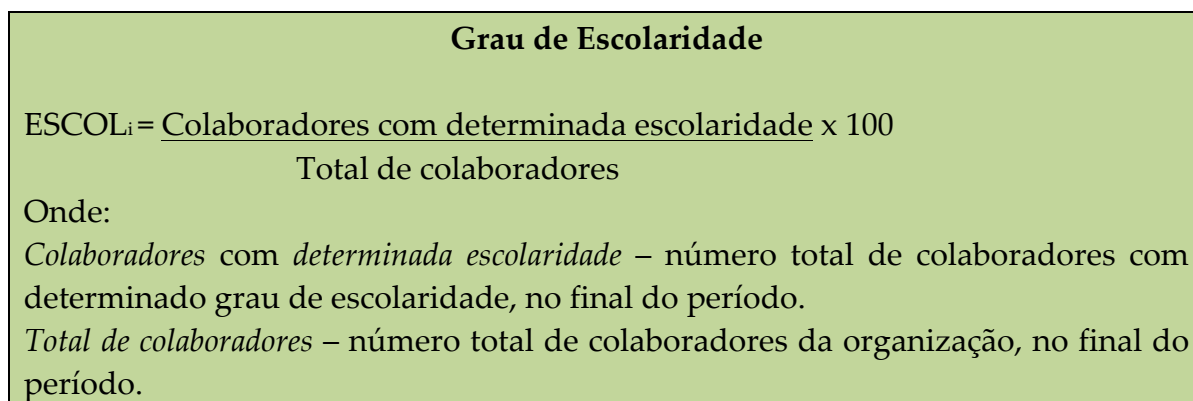 Grau de Escolaridade
ESCOLi = Colaboradores com determinada escolaridade x 100
Total de colaboradores
Onde:
Colaboradores com determinada escolaridade – número total de colaboradores com
determinado grau de escolaridade, no final do período.
Total de colaboradores – número total de colaboradores da organização, no final do
período.